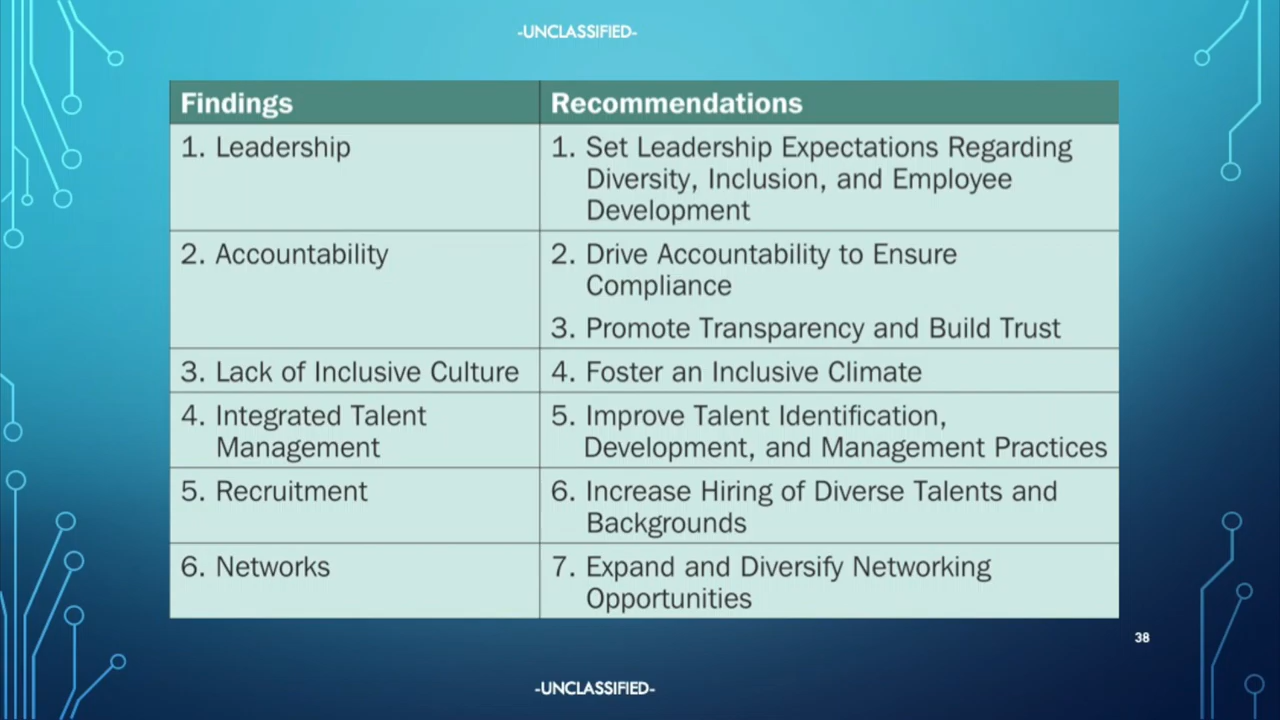 -UNCLASSIFIED-
Findings
Recommendations
1. Leadership
1. Set Leadership Expectations Regarding
Diversity, Inclusion, and Employee
Development
2. Accountability
2. Drive Accountability to Ensure
Compliance
3. Promote Transparency and Build Trust
3. Lack of Inclusive Culture
4. Foster an Inclusive Climate
4. Integrated Talent
Management
5. Improve Talent Identification,
Development, and Management Practices
5. Recruitment
6. Increase Hiring of Diverse Talents and
Backgrounds
6. Networks
7. Expand and Diversify Networking
Opportunities
38
-UNCLASSIFIED-